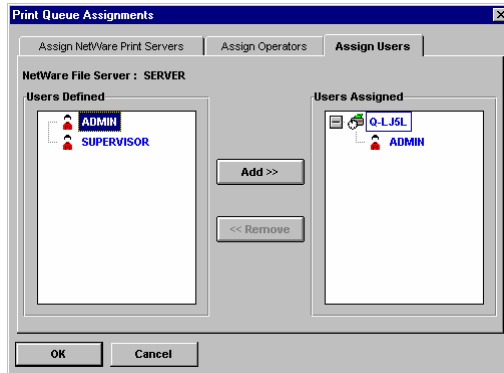 Print Queue Assignments
Assign NetWare Print Servers
Assign Operators
Assign Users
NetWare File Server : SERVER
Users Defined
Users Assigned
ADMIN
SUPERVISOR
Q-LJ5L
ADMIN
Add >>
<< Remove
OK
Cancel